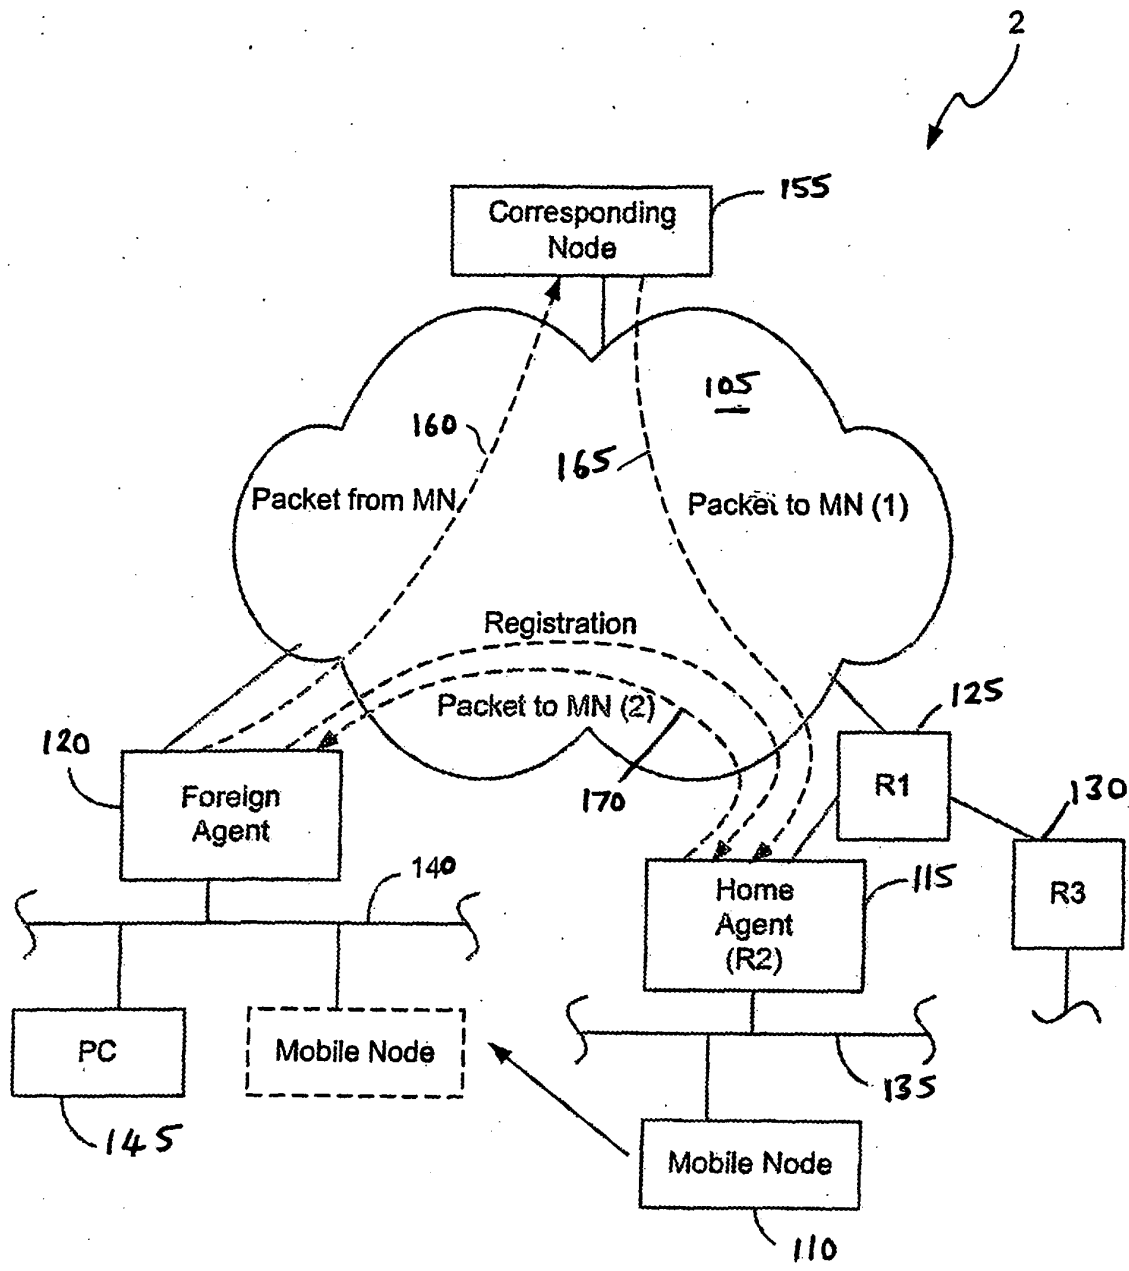 2
155
Corresponding
Node
105
160
165
Packet from MN
Packet to MN (1)
Registration
Packet to MN (2)
125
120
170
R1
130
Foreign
Agent
140
115
Home
Agent
(R2)
R3
PC
Mobile Node
135
145
Mobile Node
110